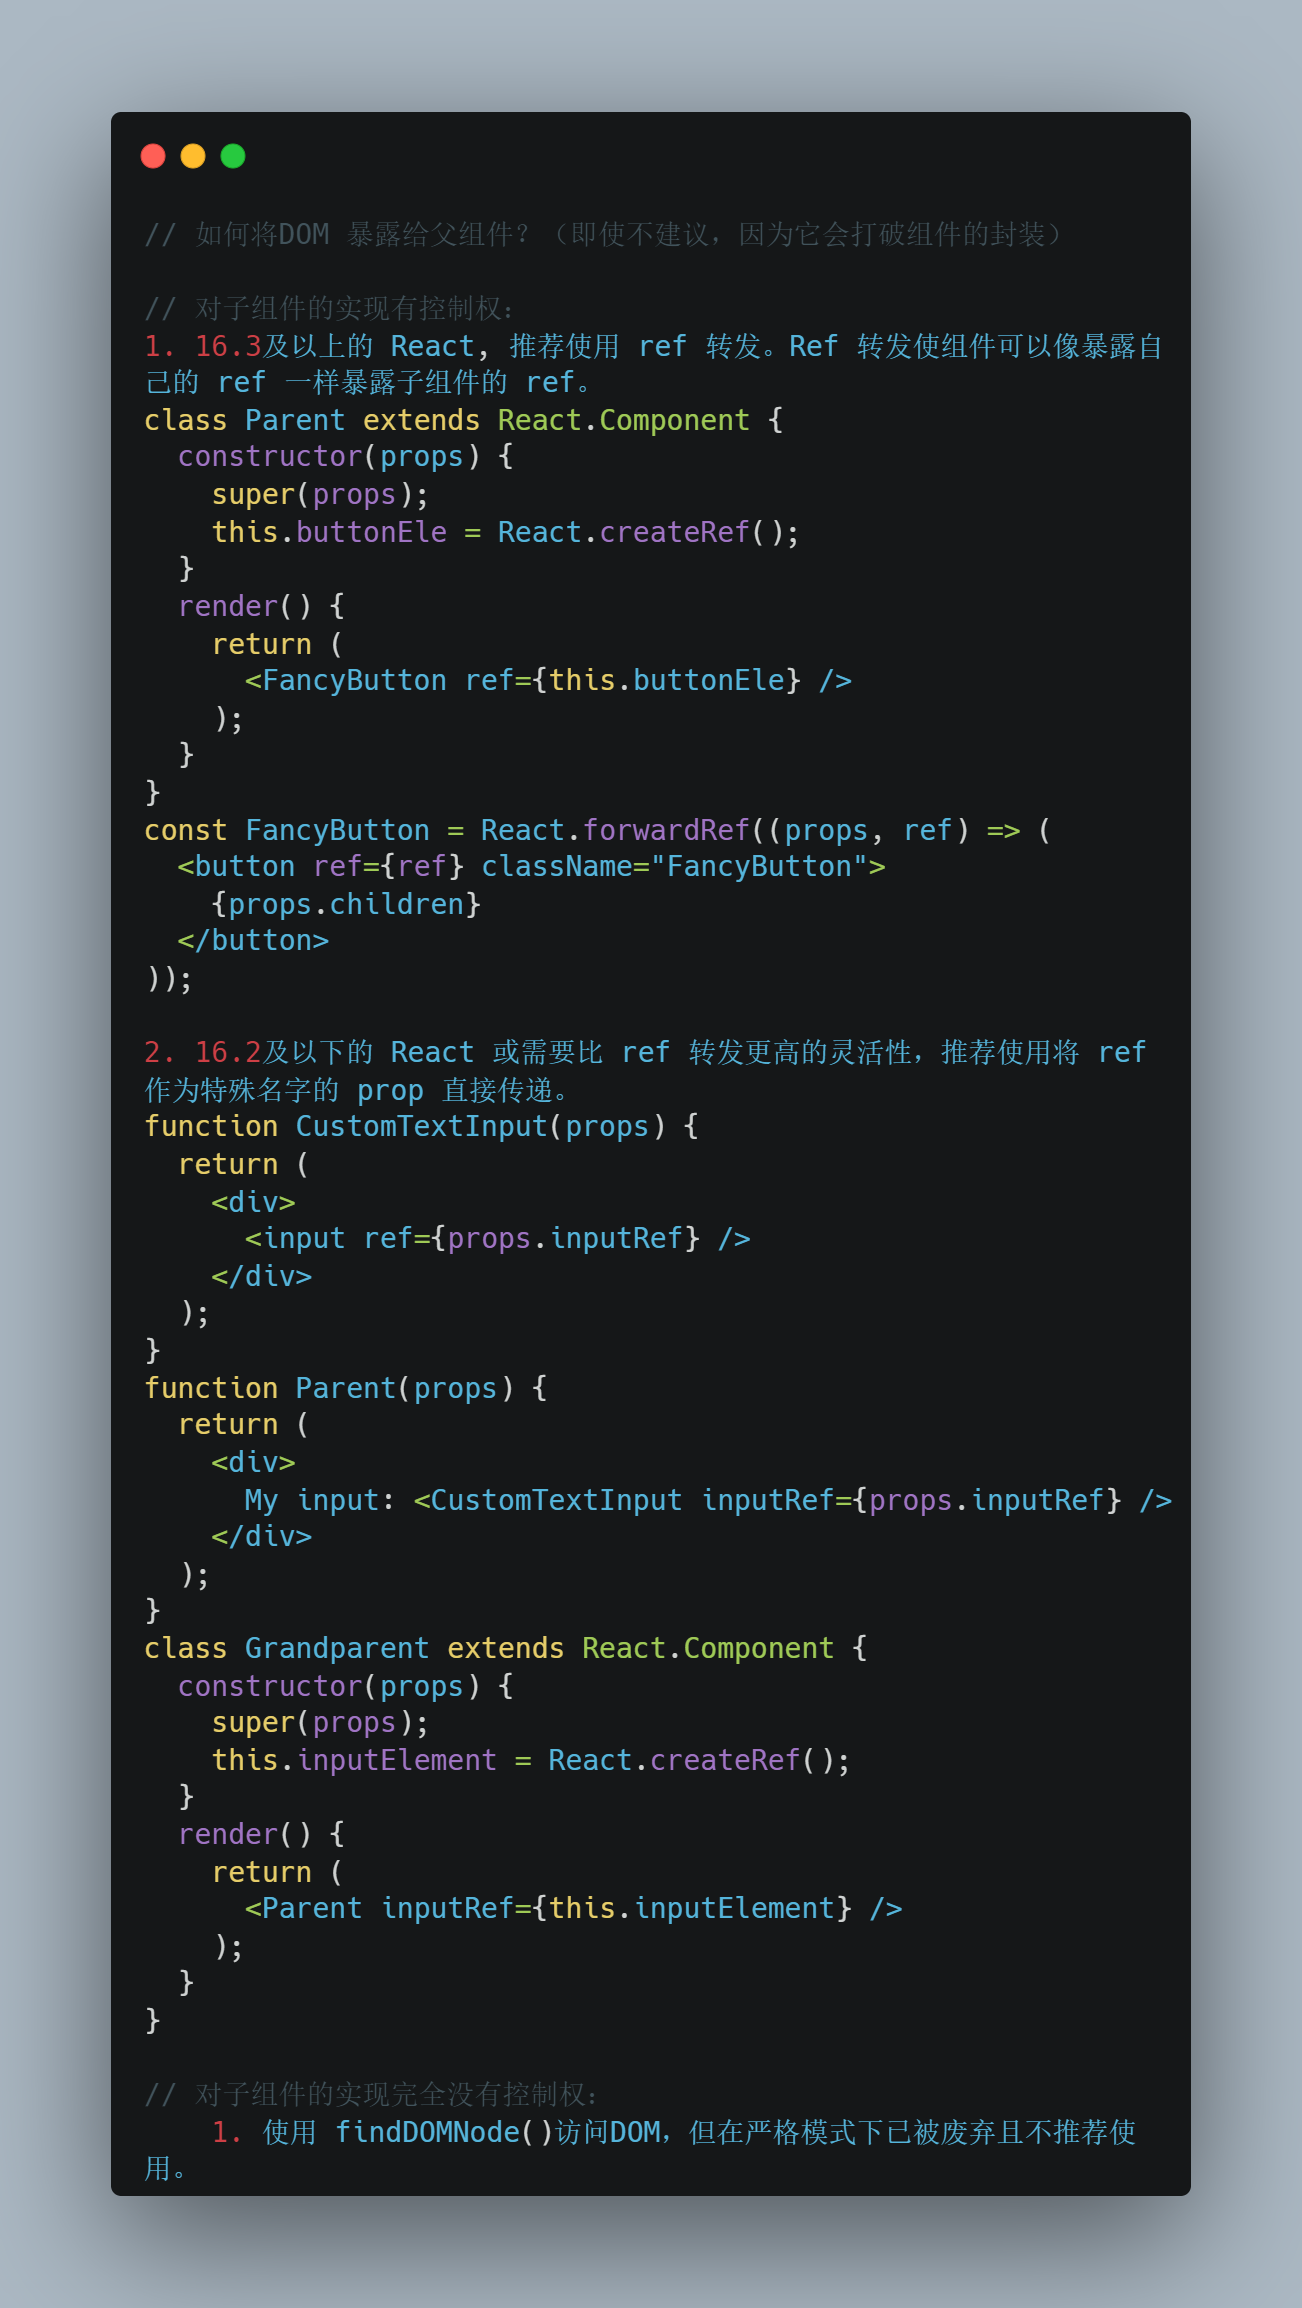 // 如何将DOM 暴露给父组件？（即使不建议，因为它会打破组件的封装）
// 对子组件的实现有控制权：
1. 16.3及以上的 React, 推荐使用 ref 转发。Ref 转发使组件可以像暴露自
己的 ref 一样暴露子组件的 ref。
class Parent extends React.Component {
  constructor(props) {
    super(props);
    this.buttonEle = React.createRef();
  }
  render() {
    return (
      <FancyButton ref={this.buttonEle} />
    );
  }
}
const FancyButton = React.forwardRef((props, ref) => (
  <button ref={ref} className="FancyButton">
    {props.children}
  </button>
));
2. 16.2及以下的 React 或需要比 ref 转发更高的灵活性，推荐使用将 ref
作为特殊名字的 prop 直接传递。
function CustomTextInput(props) {
  return (
    <div>
      <input ref={props.inputRef} />
    </div>
  );
}
function Parent(props) {
  return (
    <div>
      My input: <CustomTextInput inputRef={props.inputRef} />
    </div>
  );
}
class Grandparent extends React.Component {
  constructor(props) {
    super(props);
    this.inputElement = React.createRef();
  }
  render() {
    return (
      <Parent inputRef={this.inputElement} />
    );
  }
}
// 对子组件的实现完全没有控制权：
    1. 使用 findDOMNode()访问DOM，但在严格模式下已被废弃且不推荐使
用。